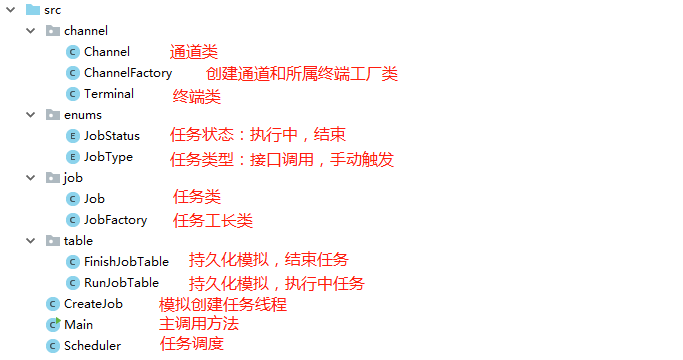 src
channel
Channel 通道类
ChannelFactory 创建通道和所属终端工厂类
Terminal 终端类
enums
JobStatus 任务状态：执行中，结束
JobType 任务类型：接口调用，手动触发
job
Job 任务类
JobFactory 任务工长类
table
FinishJobTable 持久化模拟，结束任务
RunJobTable 持久化模拟，执行中任务
CreateJob 模拟创建任务线程
Main 主调用方法
Scheduler 任务调度